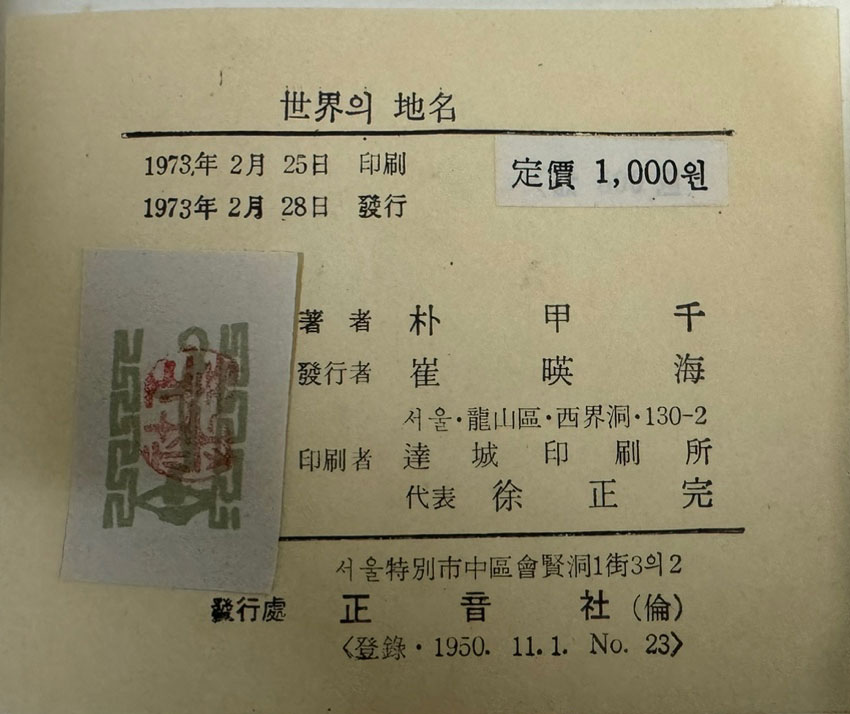 世界의 地名
1973年 2月 25日 印刷
1973年 2月 28日 發行
定價 1,000원
著者 朴甲千
發行者 崔暎海
서울·龍山區·西界洞·130-2
印刷者 達城印刷所
代表 徐正完
서울特別市中區會賢洞1街3의2
發行處 正音社 (倫)
〈登錄·1950. 11. 1. No. 23〉